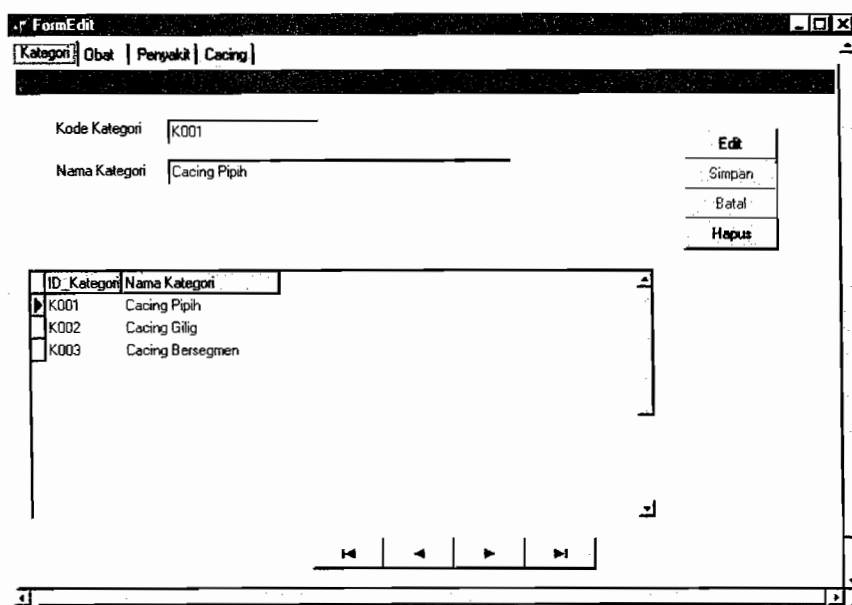 FormEdit
Kategori Obat Penyakit Cacing
Kode Kategori K001
Nama Kategori Cacing Pipih
Edit
Simpan
Batal
Hapus
ID_Kategori Nama Kategori
K001 Cacing Pipih
K002 Cacing Gilig
K003 Cacing Bersegmen